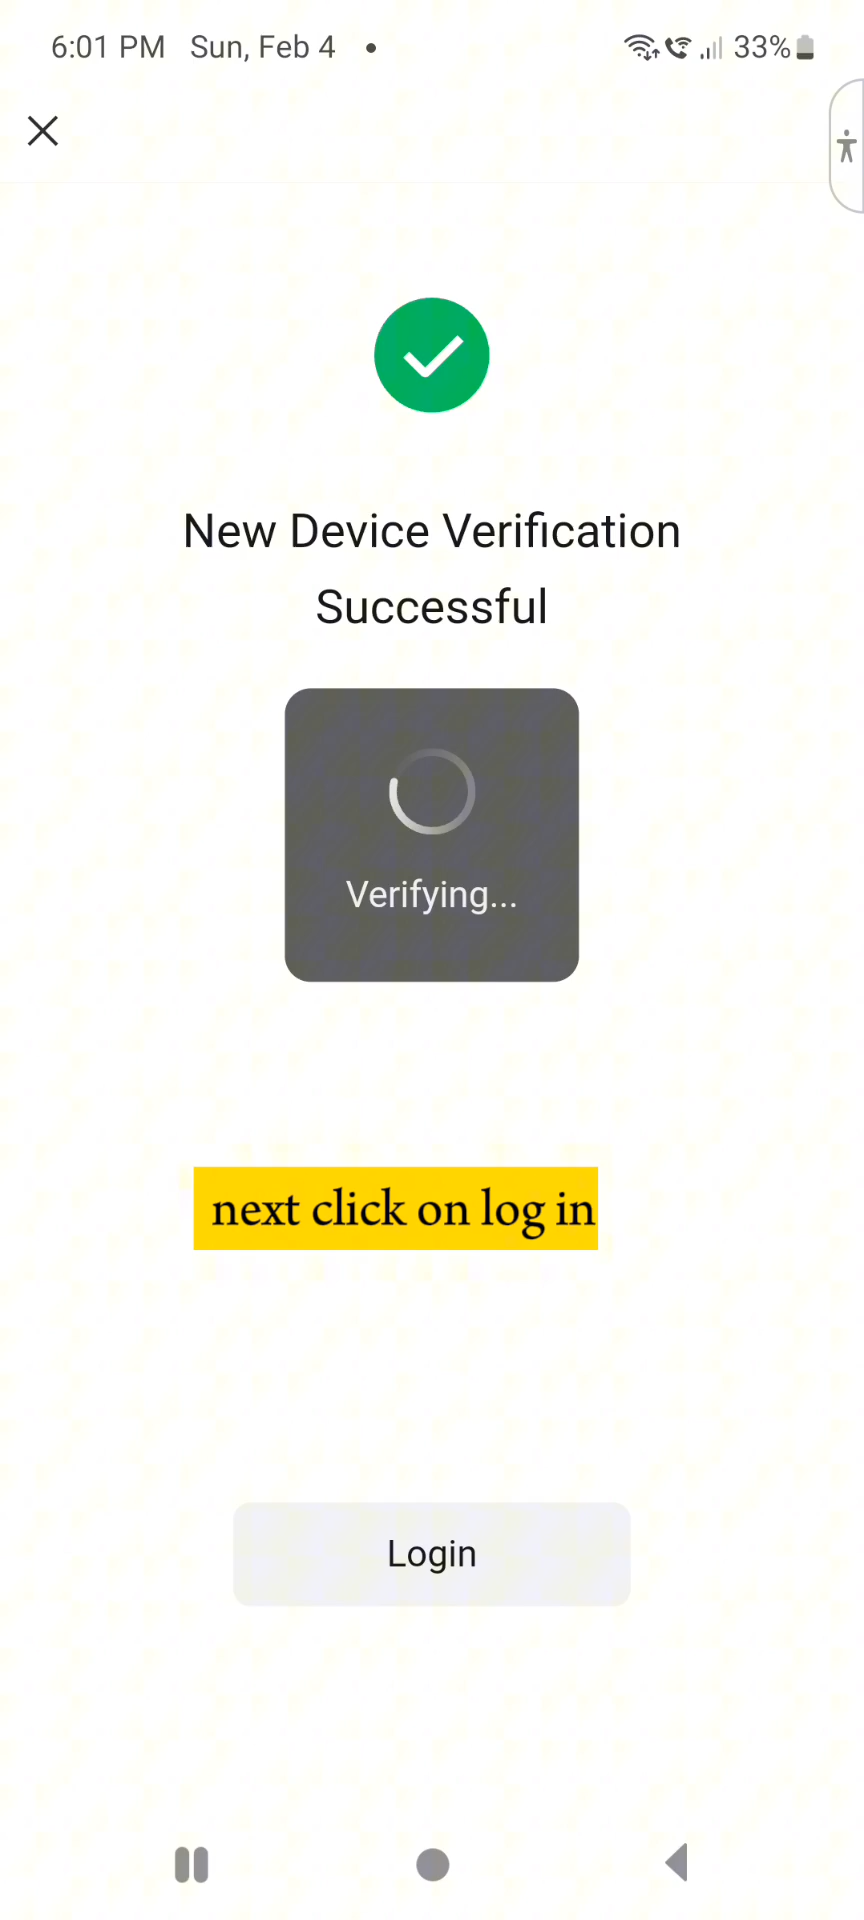 6:01 PM Sun, Feb 4 • 33%
New Device Verification
Successful
Verifying...
next click on log in
Login